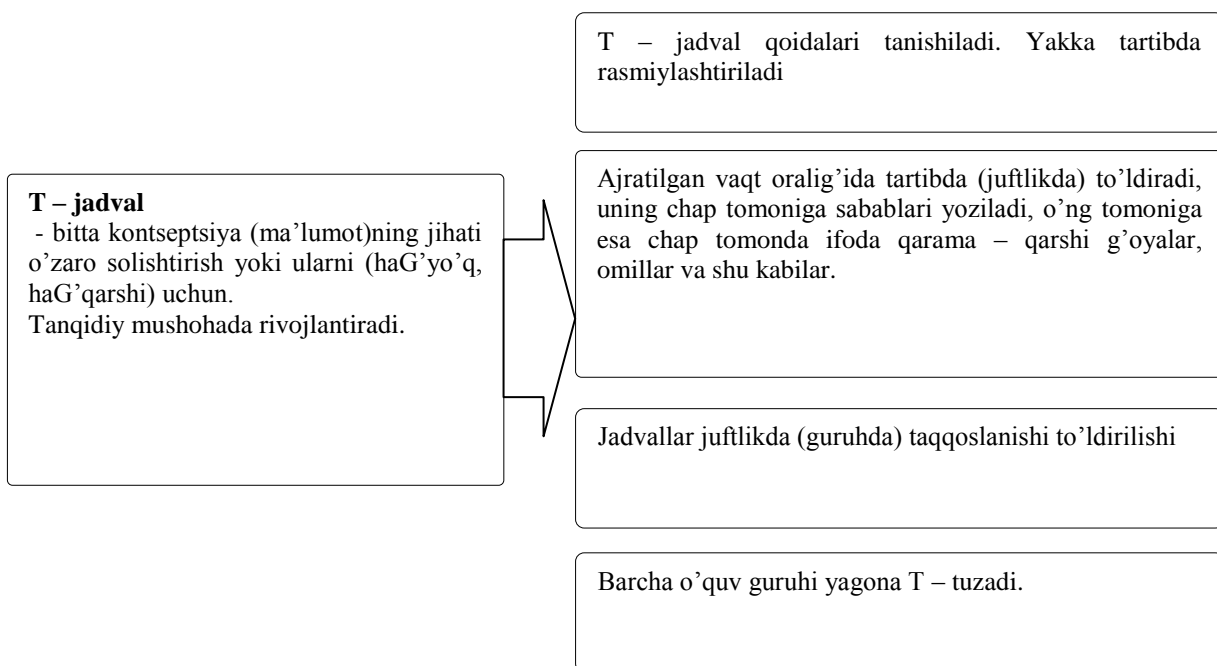 T – jadval
- bitta kontseptsiya (ma’lumot)ning jihati
o’zaro solishtirish yoki ularni (haG’yo’q,
haG’qarshi) uchun.
Tanqidiy mushohada rivojlantiradi.
T – jadval qoidalari tanishiladi. Yakka tartibda
rasmiylashtiriladi
Ajratilgan vaqt oralig’ida tartibda (juftlikda) to’ldiradi,
uning chap tomoniga sabablari yoziladi, o’ng tomoniga
esa chap tomonda ifoda qarama – qarshi g’oyalar,
omillar va shu kabilar.
Jadvallar juftlikda (guruhda) taqqoslanishi to’ldirilishi
Barcha o’quv guruhi yagona T – tuzadi.